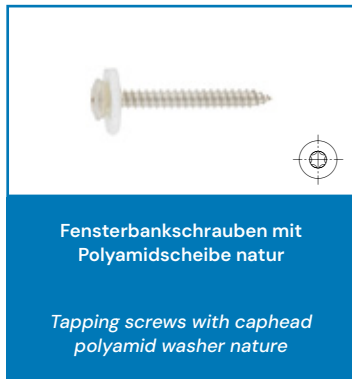 Fensterbankschrauben mit
Polyamidscheibe natur
Tapping screws with caphead
polyamid washer nature